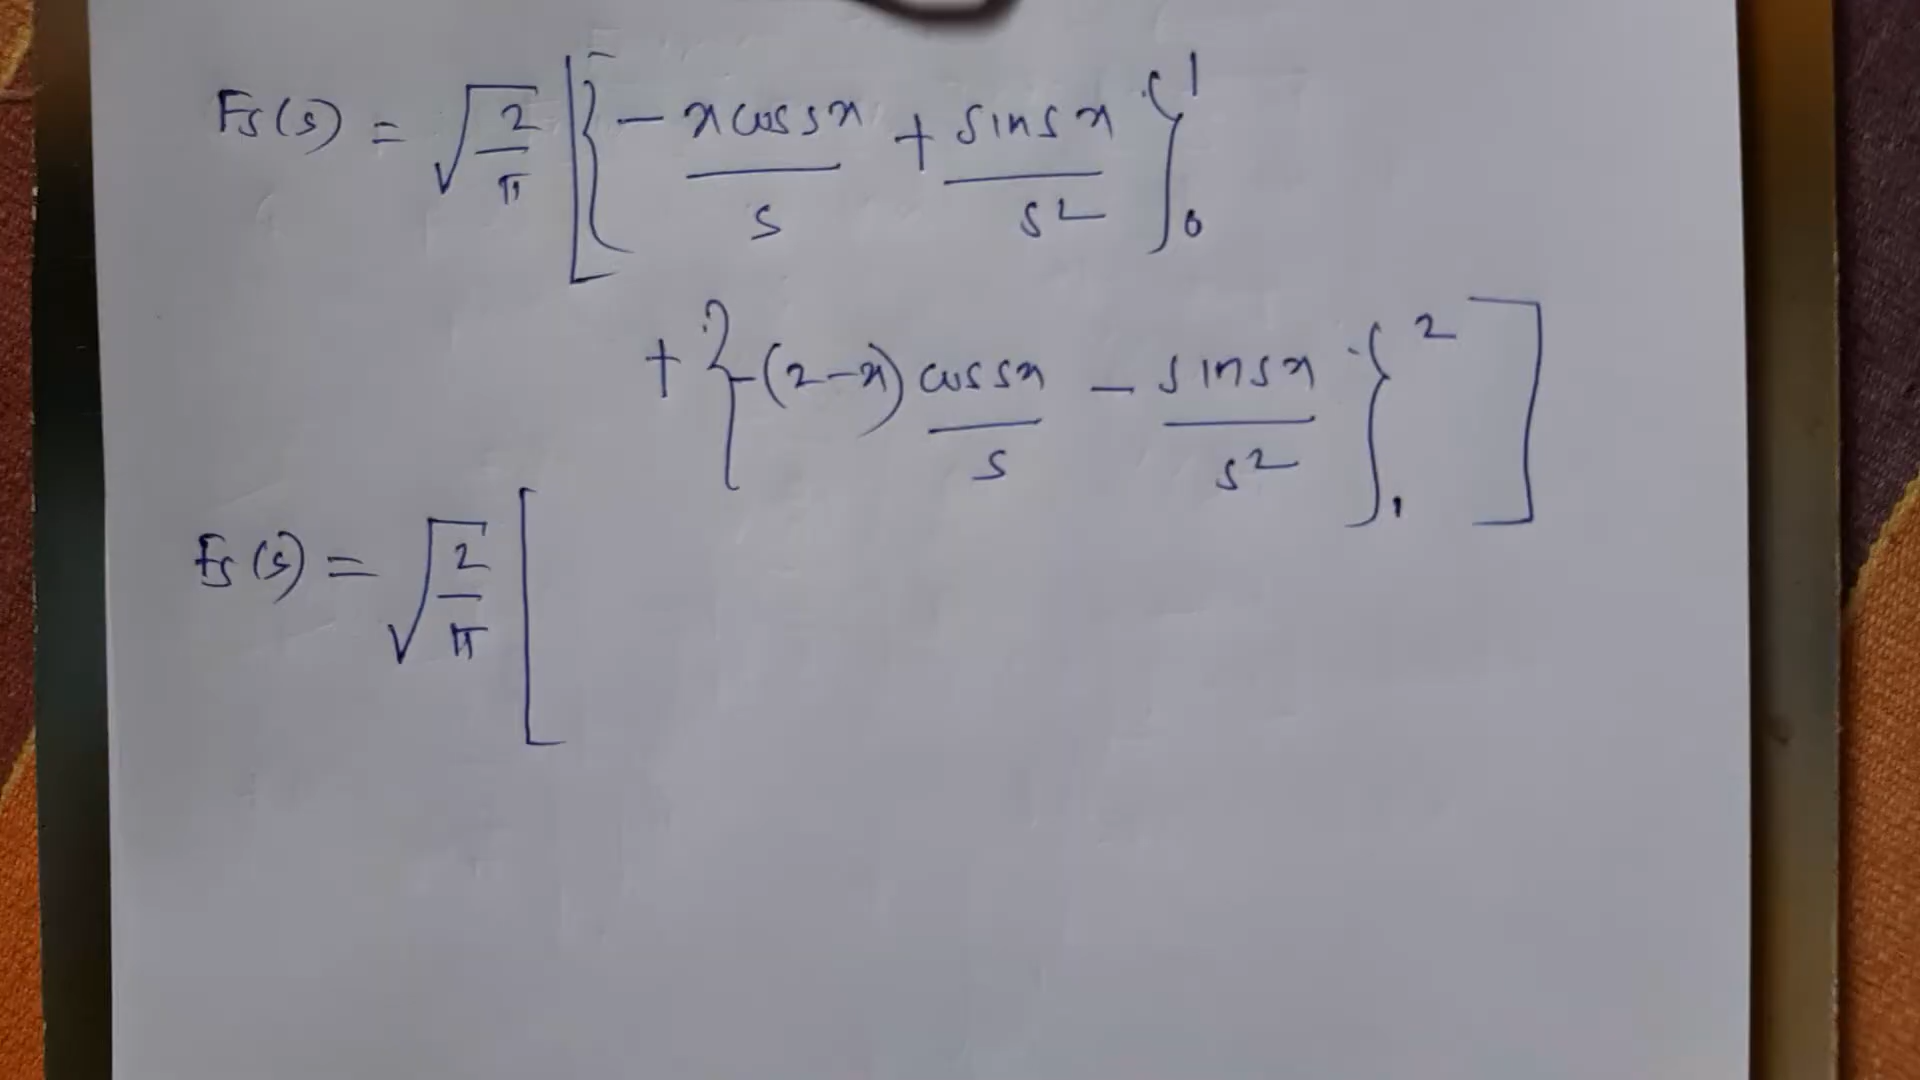 Fs(s) = √(2/π) [ { - x cos sx / s + sin sx / s² }₀¹
+ { -(2-x) cos sx / s - sin sx / s² }₁² ]
Fs(s) = √(2/π) [